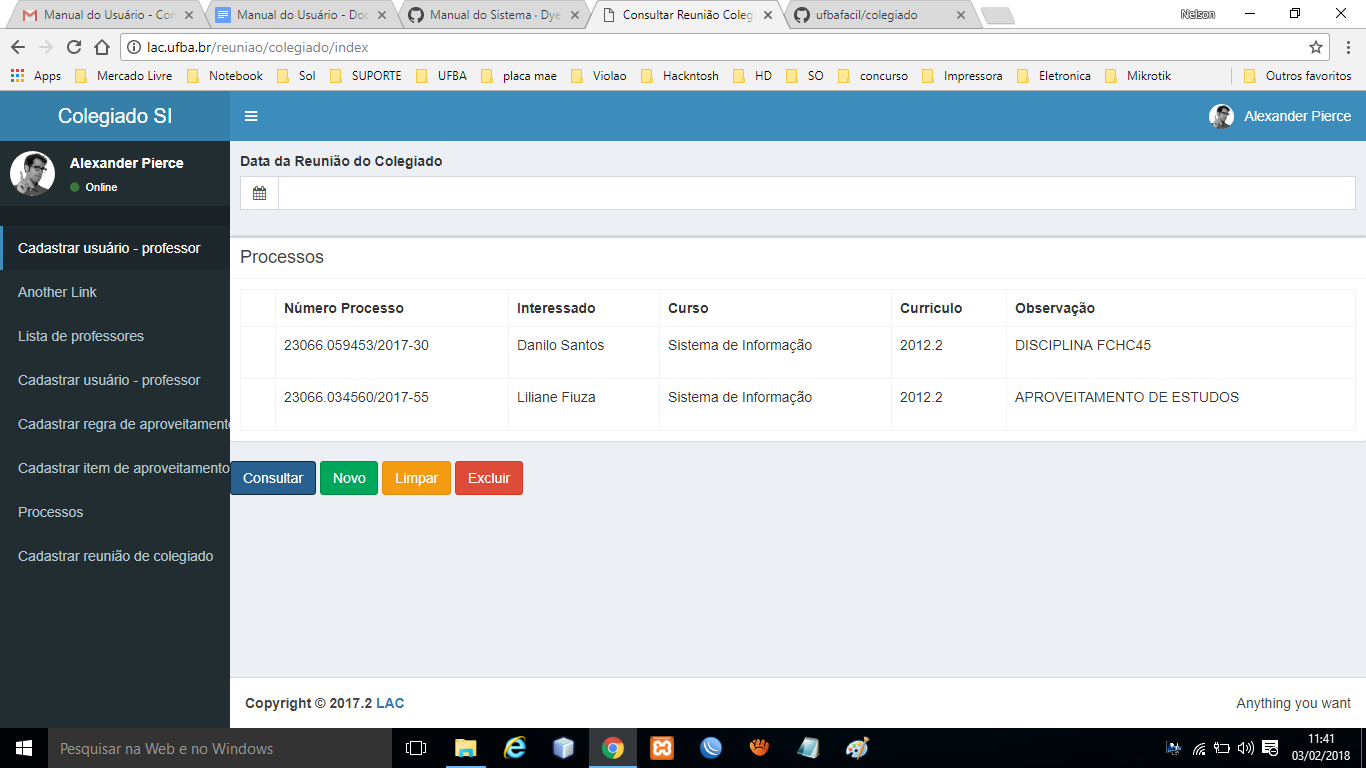 Manual do Usuário - Con
Manual do Usuário - Doc
Manual do Sistema · Dye
Consultar Reunião Coleg
ufbafacil/colegiado
Nelson
lac.ufba.br/reuniao/colegiado/index
Apps Mercado Livre Notebook Sol SUPORTE UFBA placa mae Violao Hackntosh HD SO concurso Impressora Eletronica Mikrotik Outros favoritos
Colegiado SI
Alexander Pierce
Alexander Pierce
Online
Cadastrar usuário - professor
Another Link
Lista de professores
Cadastrar usuário - professor
Cadastrar regra de aproveitament
Cadastrar item de aproveitamento
Processos
Cadastrar reunião de colegiado
Data da Reunião do Colegiado
Processos
Número Processo Interessado Curso Curriculo Observação
23066.059453/2017-30 Danilo Santos Sistema de Informação 2012.2 DISCIPLINA FCHC45
23066.034560/2017-55 Liliane Fiuza Sistema de Informação 2012.2 APROVEITAMENTO DE ESTUDOS
Consultar Novo Limpar Excluir
Copyright © 2017.2 LAC Anything you want
Pesquisar na Web e no Windows
11:41
03/02/2018